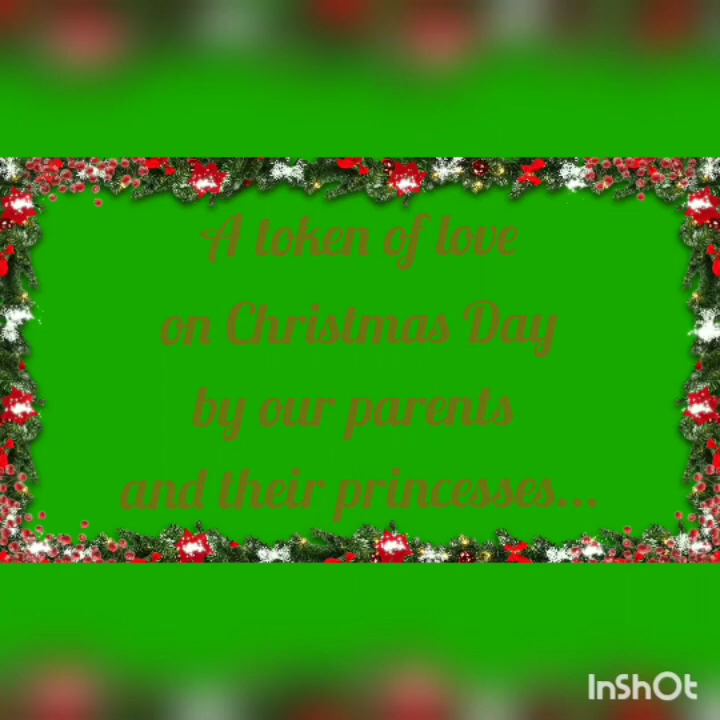 A token of love
on Christmas Day
by our parents
and their princesses...
InShOt